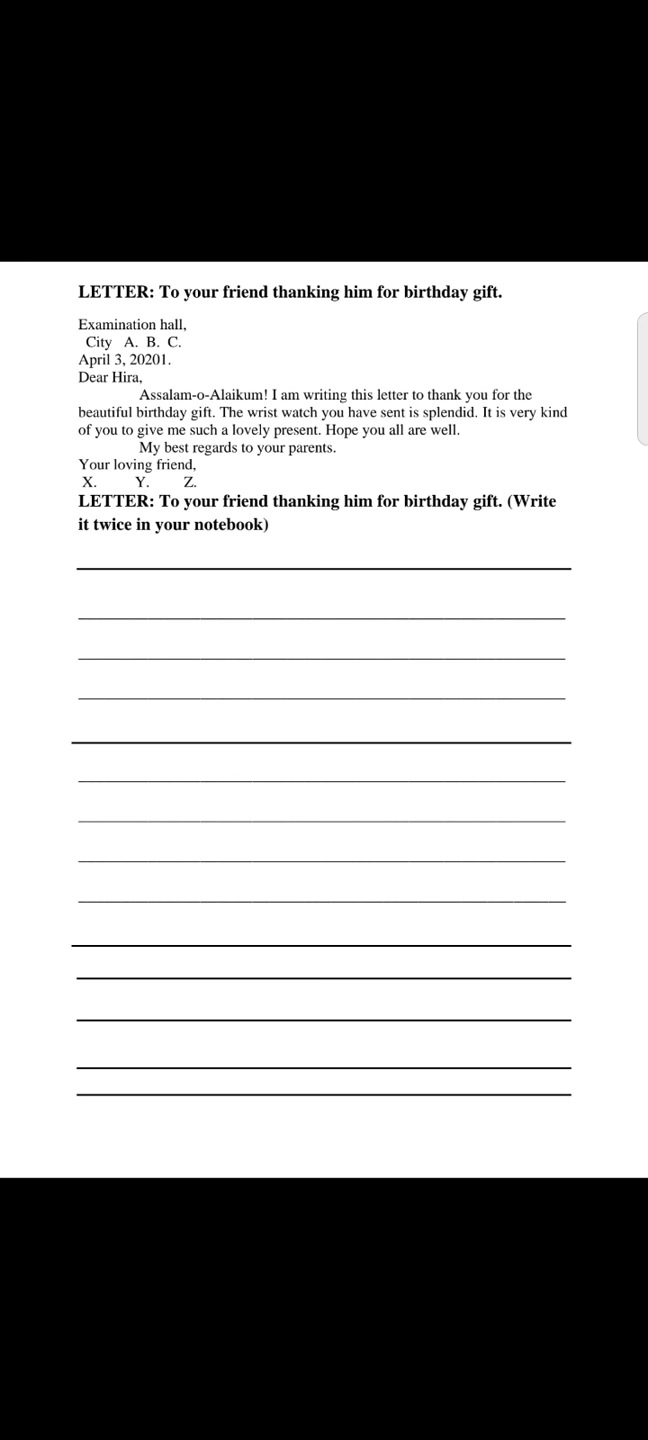 LETTER: To your friend thanking him for birthday gift.
Examination hall,
City A. B. C.
April 3, 20201.
Dear Hira,
Assalam-o-Alaikum! I am writing this letter to thank you for the
beautiful birthday gift. The wrist watch you have sent is splendid. It is very kind
of you to give me such a lovely present. Hope you all are well.
My best regards to your parents.
Your loving friend,
X. Y. Z.
LETTER: To your friend thanking him for birthday gift. (Write
it twice in your notebook)